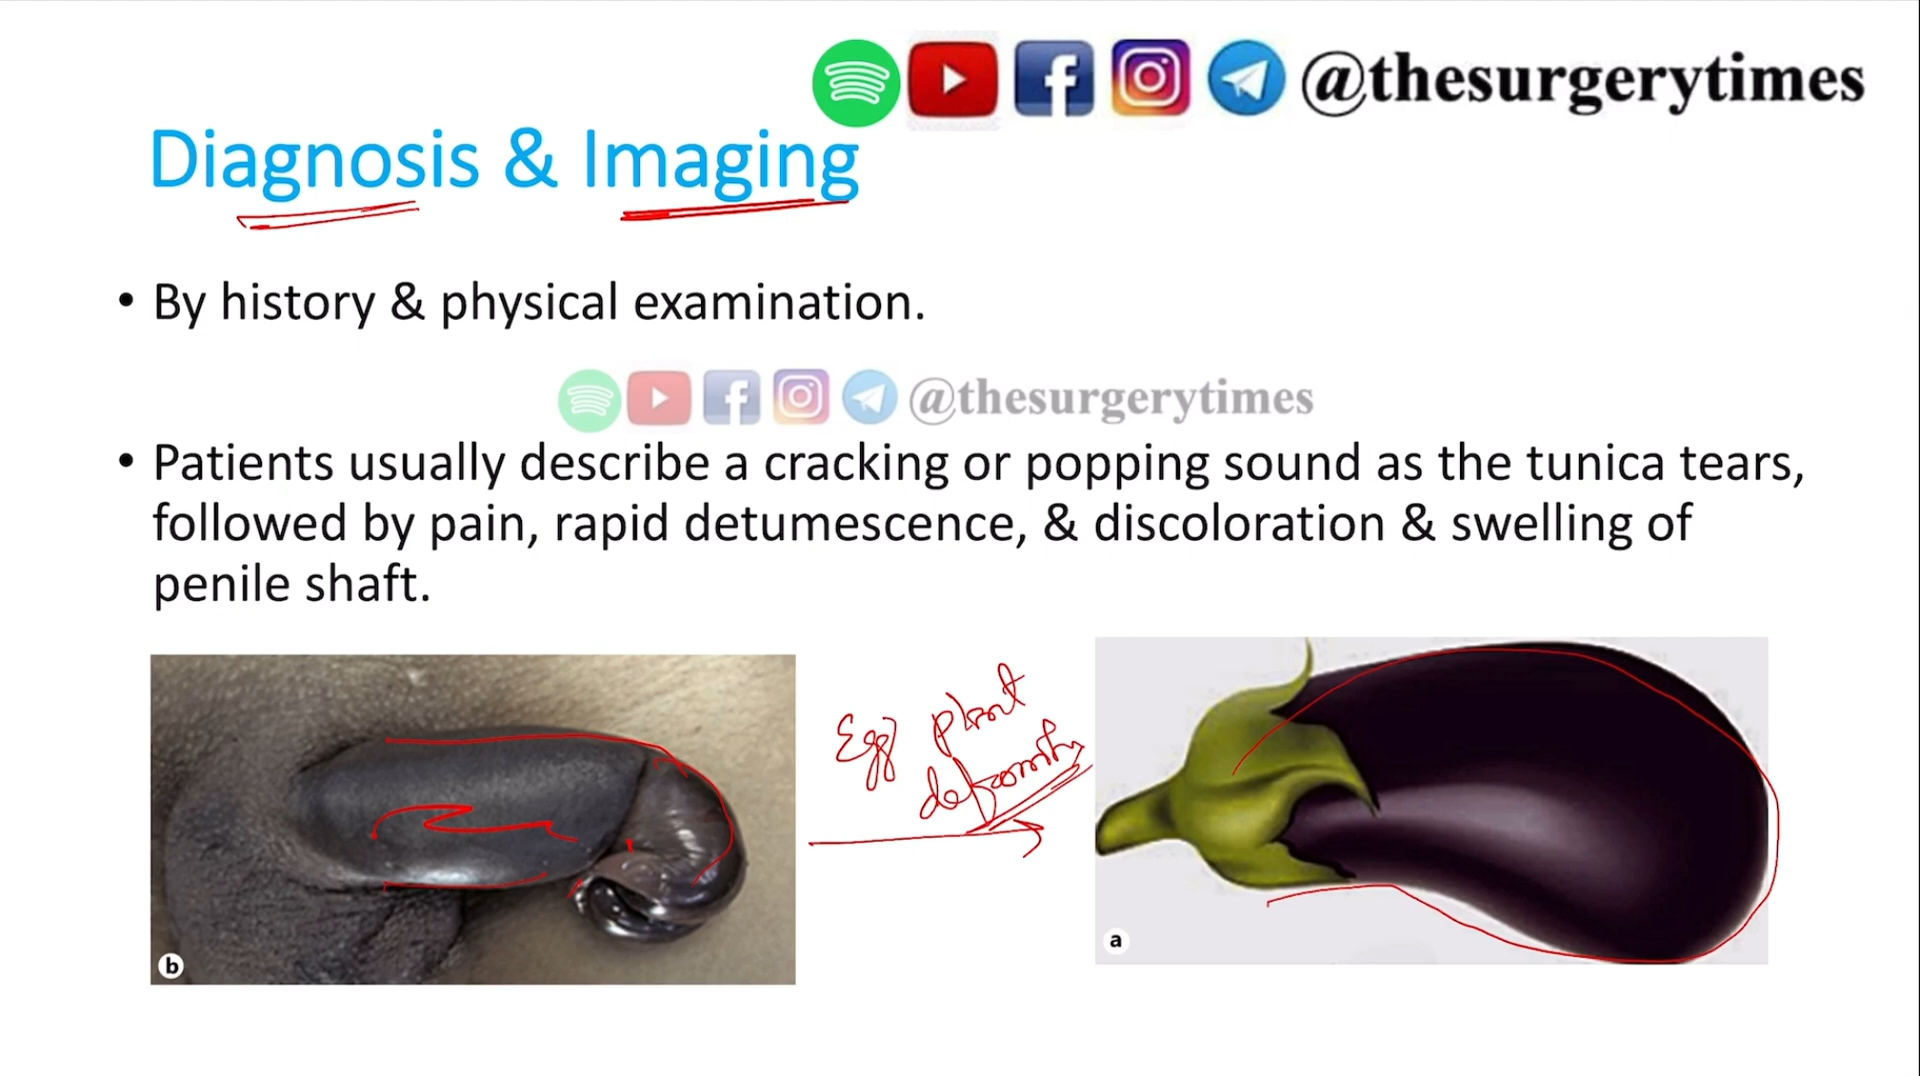 @thesurgerytimes
Diagnosis & Imaging
• By history & physical examination.
@thesurgerytimes
• Patients usually describe a cracking or popping sound as the tunica tears,
followed by pain, rapid detumescence, & discoloration & swelling of
penile shaft.
Egg plant
deformity
b
a